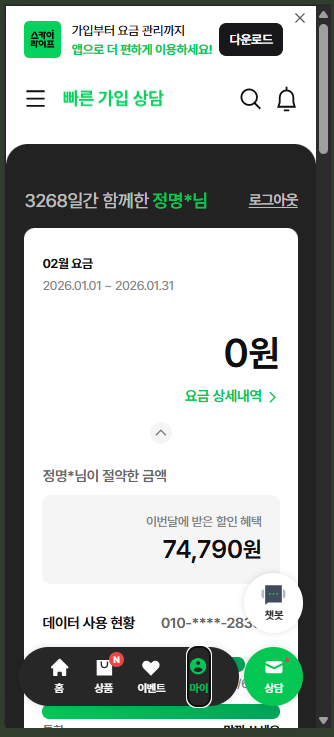 스카이
라이프
가입부터 요금 관리까지
앱으로 더 편하게 이용하세요!
다운로드
빠른 가입 상담
3268일간 함께한 정명*님
로그아웃
02월 요금
2026.01.01 ~ 2026.01.31
0원
요금 상세내역
정명*님이 절약한 금액
이번달에 받은 할인 혜택
74,790원
챗봇
데이터 사용 현황
010-****-283
N
홈
상품
이벤트
마이
상담